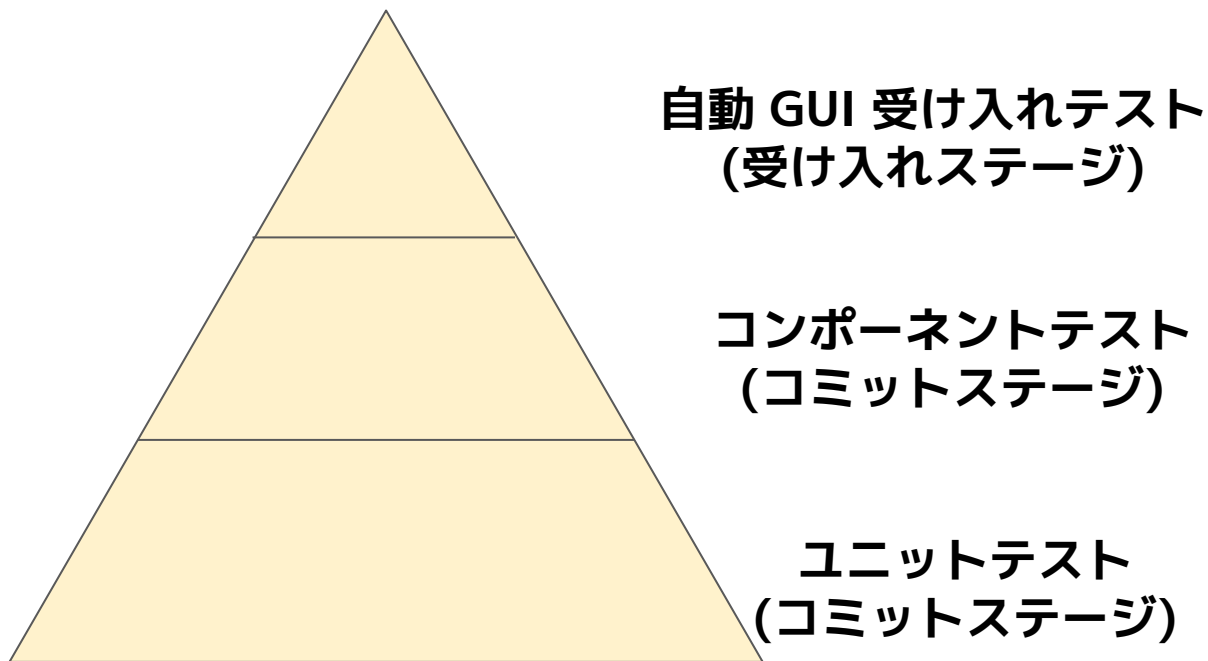 自動 GUI 受け入れテスト
(受け入れステージ)
コンポーネントテスト
(コミットステージ)
ユニットテスト
(コミットステージ)